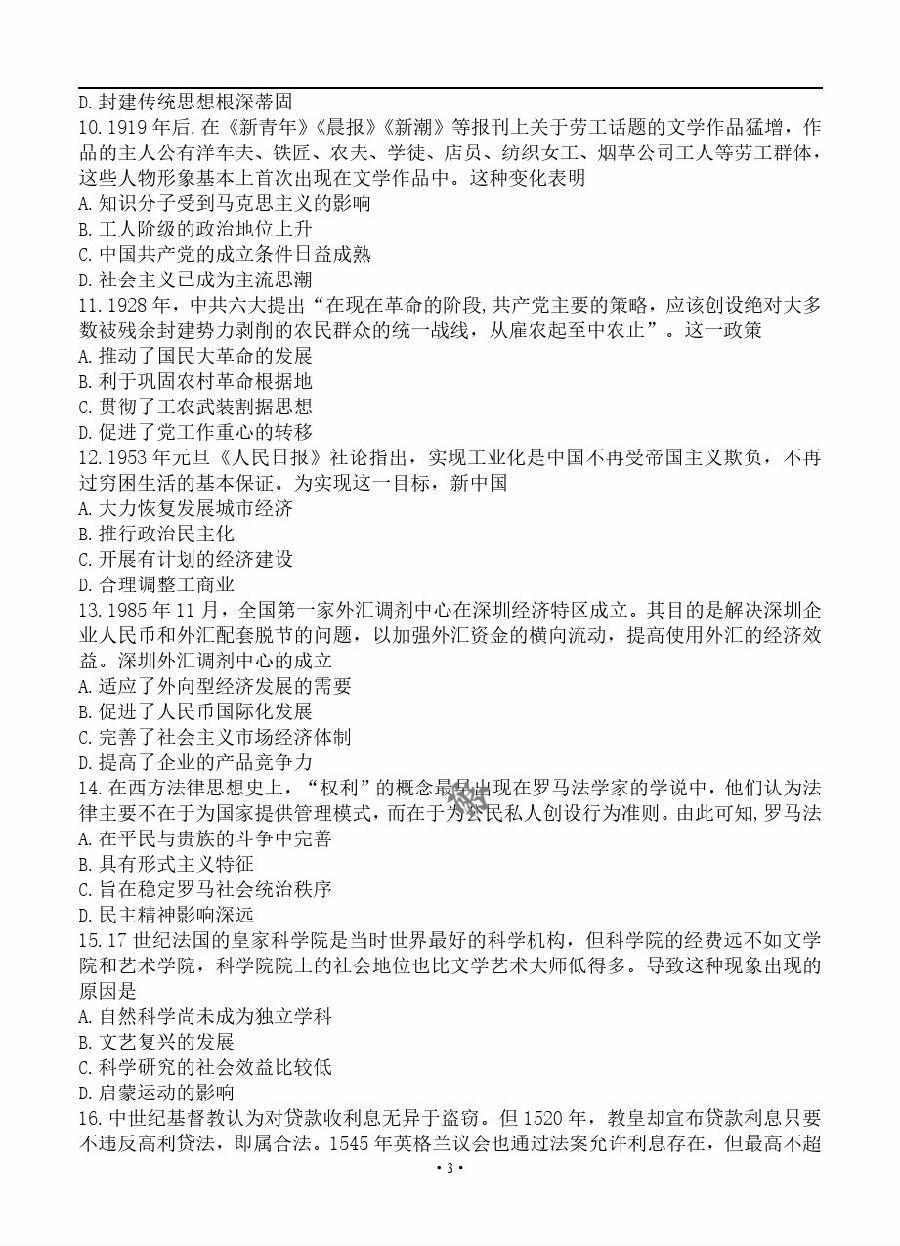 D. 封建传统思想根深蒂固
10.1919 年后, 在《新青年》《晨报》《新潮》等报刊上关于劳工话题的文学作品猛增，作
品的主人公有洋车夫、铁匠、农夫、学徒、店员、纺织女工、烟草公司工人等劳工群体，
这些人物形象基本上首次出现在文学作品中。这种变化表明
A. 知识分子受到马克思主义的影响
B. 工人阶级的政治地位上升
C. 中国共产党的成立条件日益成熟
D. 社会主义已成为主流思潮
11.1928 年，中共六大提出“在现在革命的阶段, 共产党主要的策略，应该创设绝对大多
数被残余封建势力剥削的农民群众的统一战线，从雇农起至中农止”。这一政策
A. 推动了国民大革命的发展
B. 利于巩固农村革命根据地
C. 贯彻了工农武装割据思想
D. 促进了党工作重心的转移
12.1953 年元旦《人民日报》社论指出，实现工业化是中国不再受帝国主义欺负，不再
过穷困生活的基本保证。为实现这一目标，新中国
A. 大力恢复发展城市经济
B. 推行政治民主化
C. 开展有计划的经济建设
D. 合理调整工商业
13.1985 年 11 月，全国第一家外汇调剂中心在深圳经济特区成立。其目的是解决深圳企
业人民币和外汇配套脱节的问题，以加强外汇资金的横向流动，提高使用外汇的经济效
益。深圳外汇调剂中心的成立
A. 适应了外向型经济发展的需要
B. 促进了人民币国际化发展
C. 完善了社会主义市场经济体制
D. 提高了企业的产品竞争力
14. 在西方法律思想史上，“权利”的概念最早出现在罗马法学家的学说中，他们认为法
律主要不在于为国家提供管理模式，而在于为公民私人创设行为准则。由此可知, 罗马法
A. 在平民与贵族的斗争中完善
B. 具有形式主义特征
C. 旨在稳定罗马社会统治秩序
D. 民主精神影响深远
15.17 世纪法国的皇家科学院是当时世界最好的科学机构，但科学院的经费远不如文学
院和艺术学院，科学院院士的社会地位也比文学艺术大师低得多。导致这种现象出现的
原因是
A. 自然科学尚未成为独立学科
B. 文艺复兴的发展
C. 科学研究的社会效益比较低
D. 启蒙运动的影响
16. 中世纪基督教认为对贷款收利息无异于盗窃。但 1520 年，教皇却宣布贷款利息只要
不违反高利贷法，即属合法。1545 年英格兰议会也通过法案允许利息存在，但最高不超
·3·